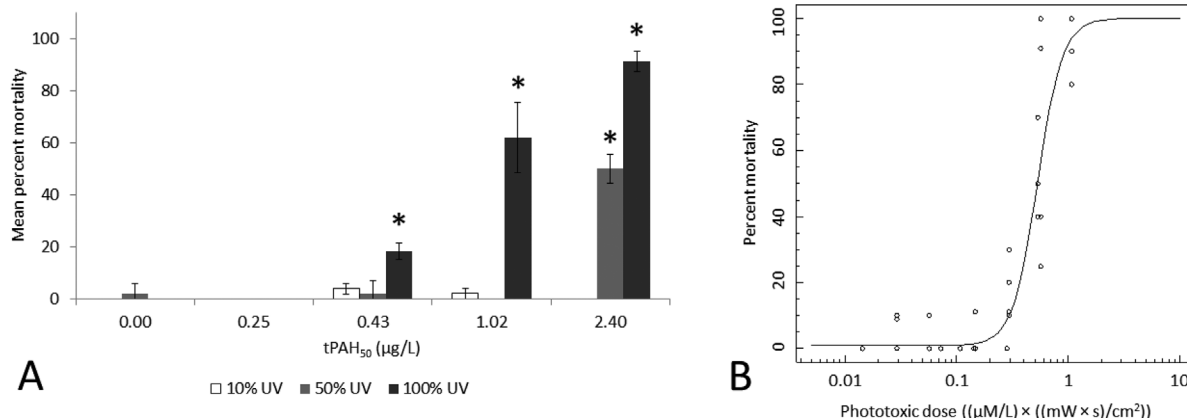 Mean percent mortality
100
80
60
40
20
0
*
*
*
*
0.00 0.25 0.43 1.02 2.40
tPAH50 (µg/L)
A
10% UV 50% UV 100% UV
Percent mortality
100
80
60
40
20
0
0.01 0.1 1 10
Phototoxic dose ((µM/L) × ((mW × s)/cm²))
B